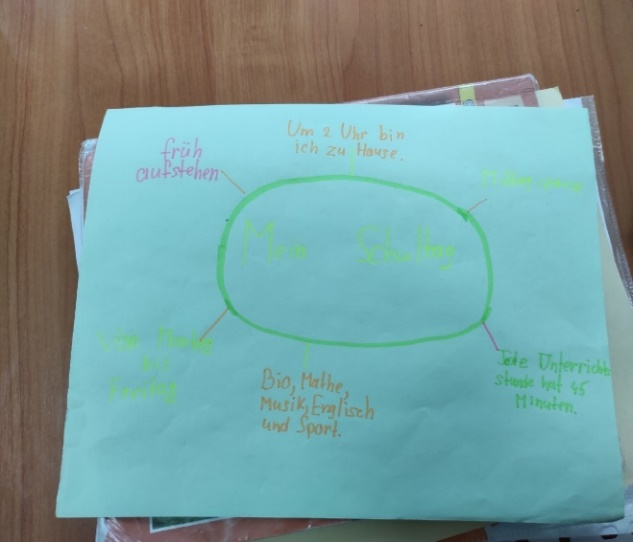 Um 2 Uhr bin
ich zu Hause.
früh
aufstehen
Mein Schultag
Von Montag
bis
Freitag
Bio, Mathe,
Musik, Englisch
und Sport.
Jede Unterrichts
stunde hat 45
Minuten.